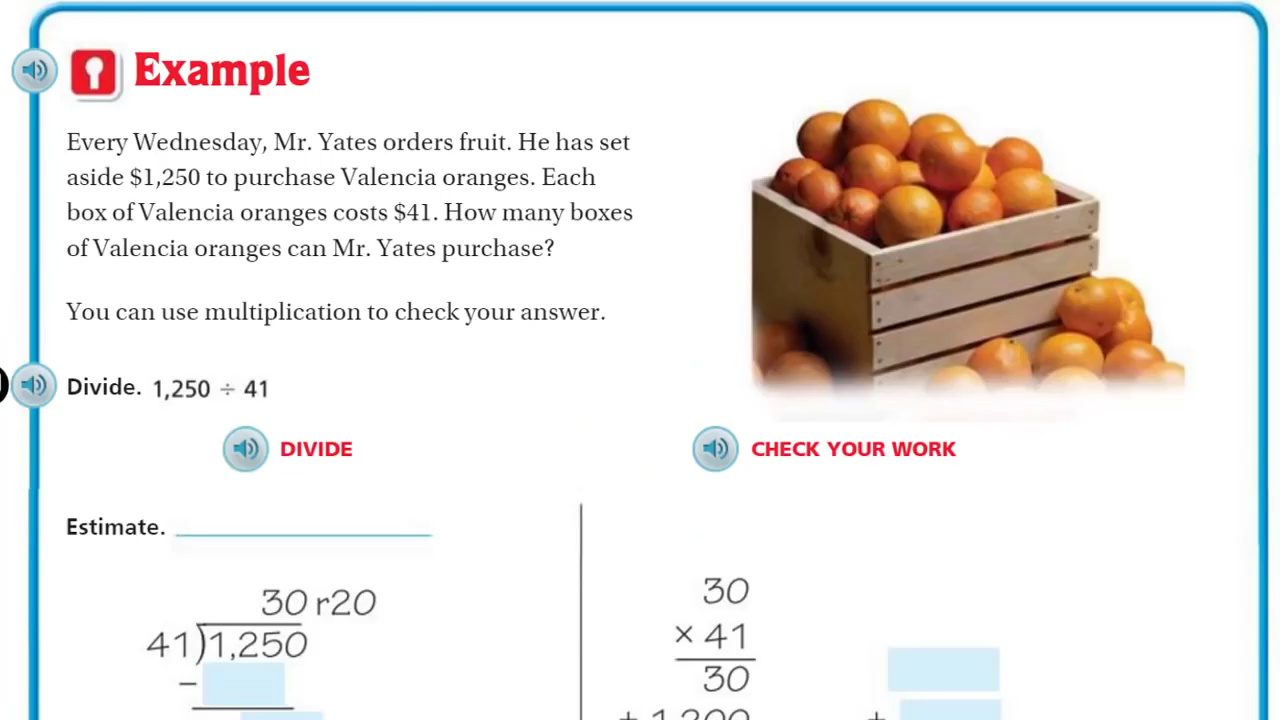 Example
Every Wednesday, Mr. Yates orders fruit. He has set
aside $1,250 to purchase Valencia oranges. Each
box of Valencia oranges costs $41. How many boxes
of Valencia oranges can Mr. Yates purchase?
You can use multiplication to check your answer.
Divide. 1,250 ÷ 41
DIVIDE
CHECK YOUR WORK
Estimate.
30 r20
41)1,250
−
30
× 41
30
+ 1,200
+